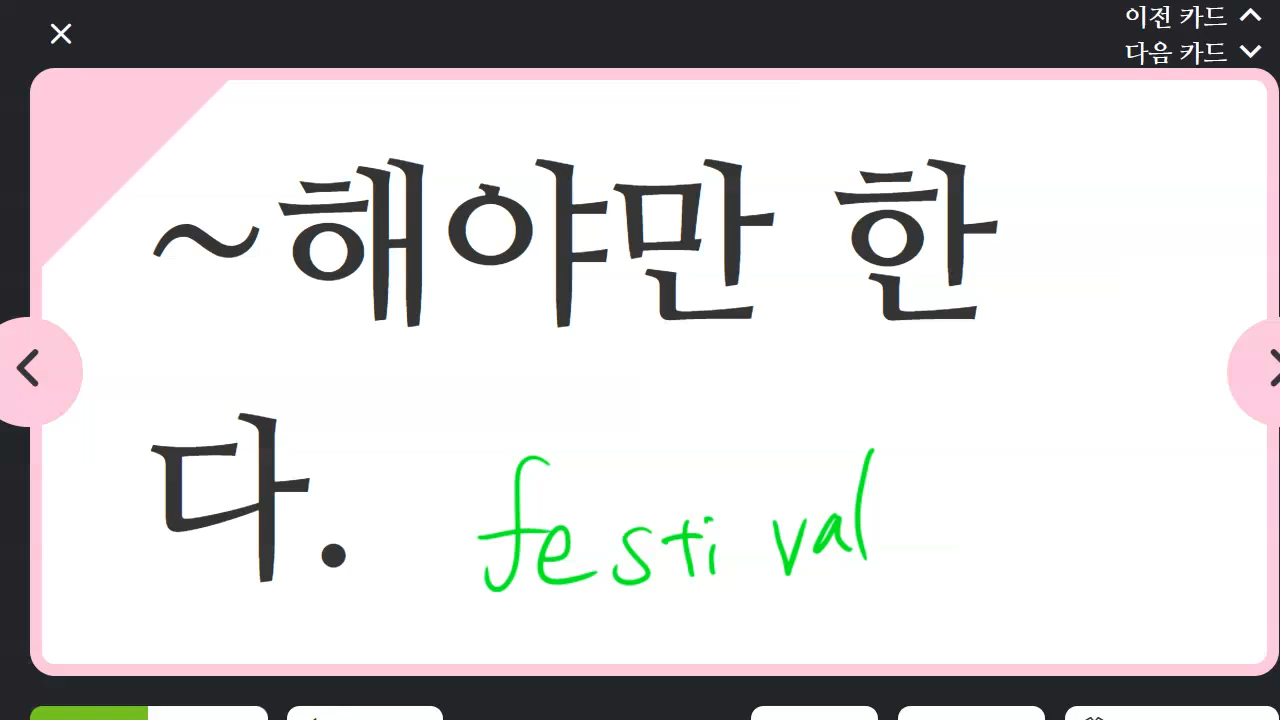 이전 카드
다음 카드
~해야만 한
다.
festival